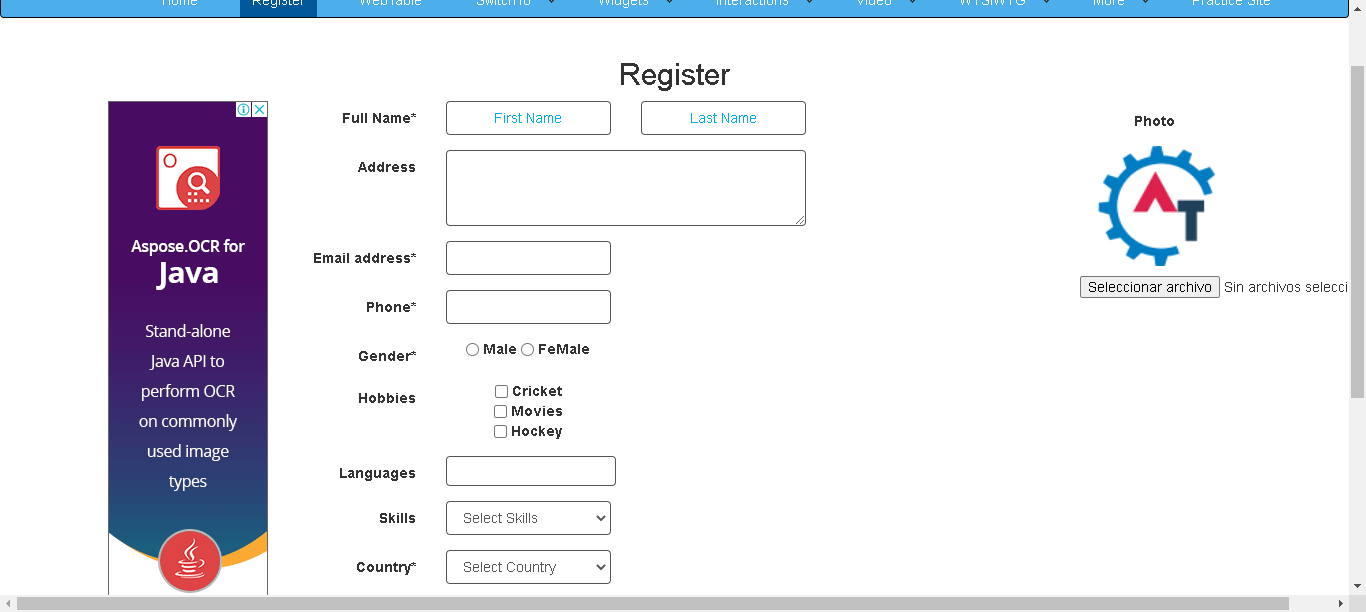 Home Register WebTable SwitchTo Widgets Interactions Video WYSIWYG More Practice Site
Register
Full Name* First Name Last Name
Address
Email address*
Phone*
Gender* Male FeMale
Hobbies Cricket
Movies
Hockey
Languages
Skills Select Skills
Country* Select Country
Photo
AT
Seleccionar archivo Sin archivos selecci
Aspose.OCR for
Java
Stand-alone
Java API to
perform OCR
on commonly
used image
types